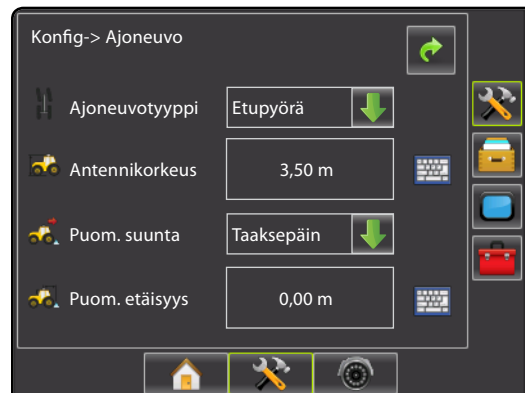 Konfig-> Ajoneuvo
Ajoneuvotyyppi Etupyörä
Antennikorkeus 3,50 m
Puom. suunta Taaksepäin
Puom. etäisyys 0,00 m